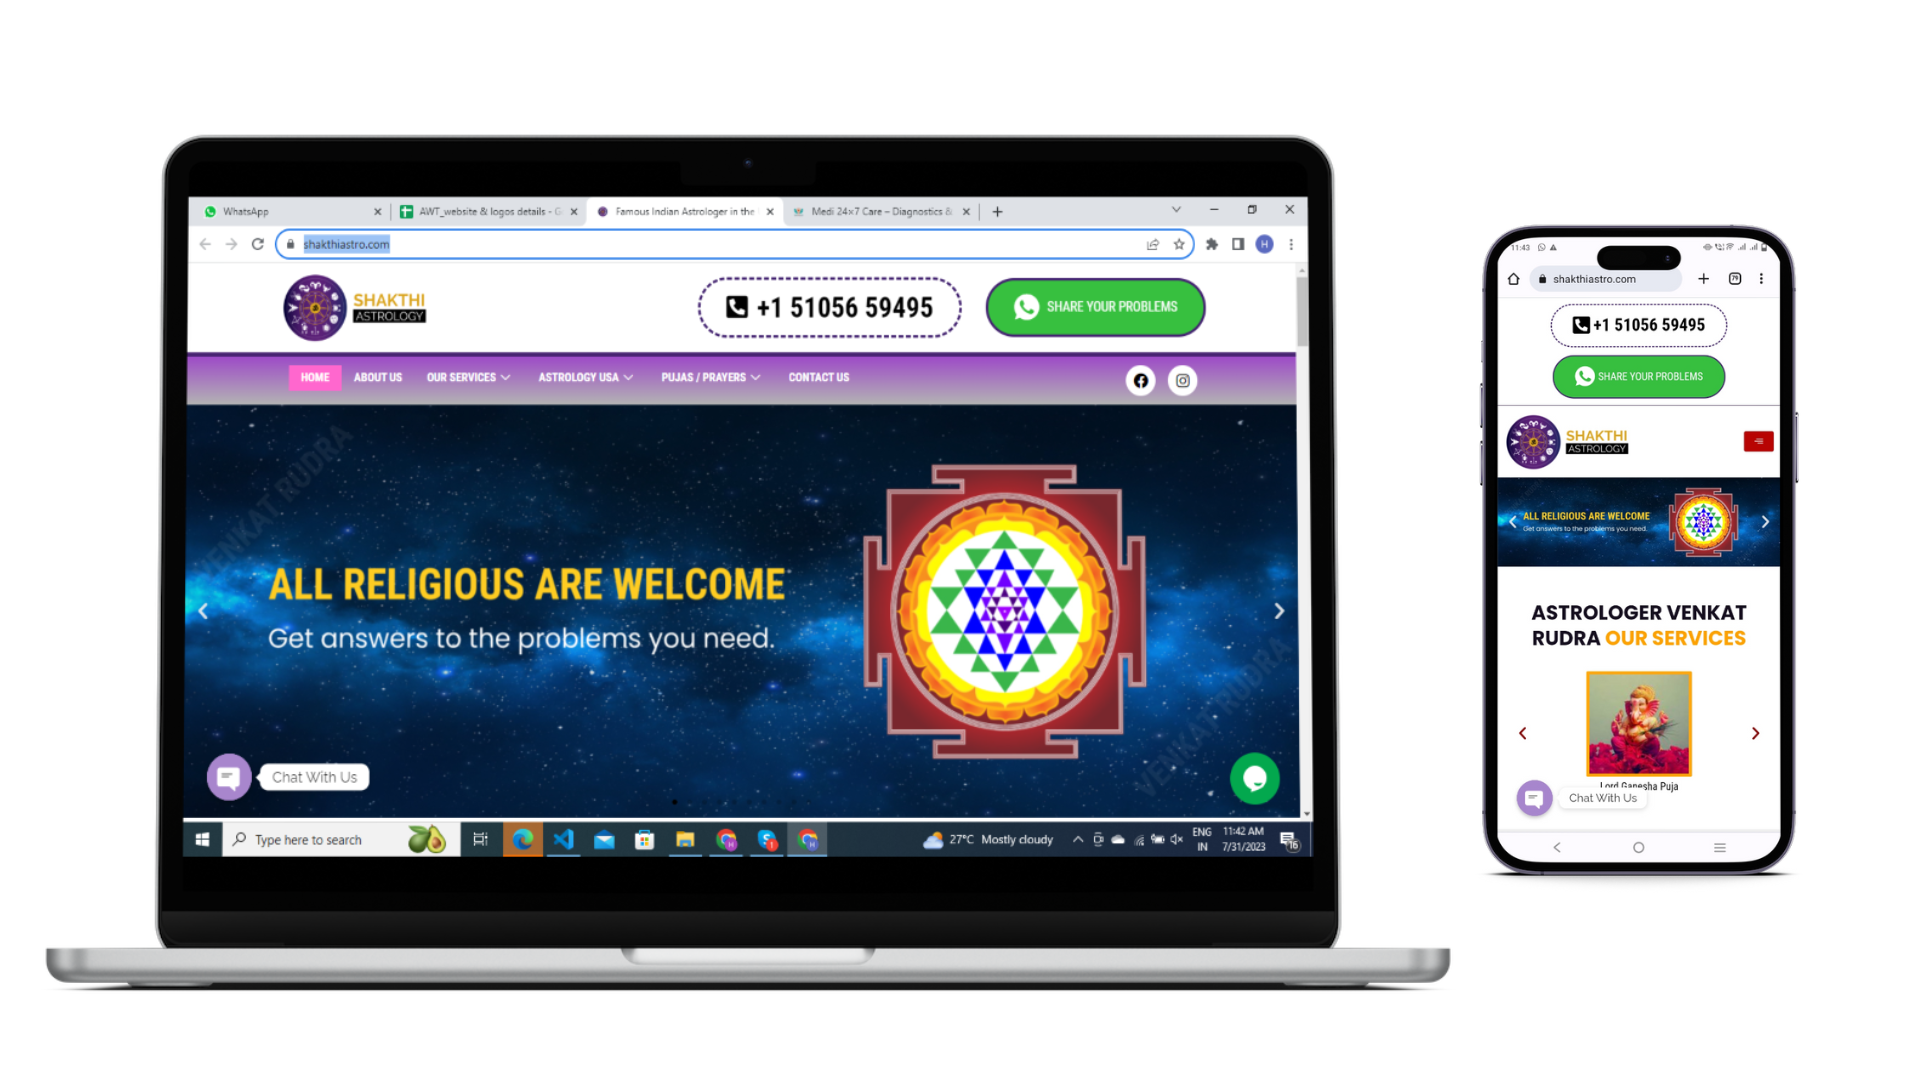 WhatsApp
AWT_website & logos details - G
Famous Indian Astrologer in the
Medi 24x7 Care – Diagnostics &
shakthiastro.com
H
SHAKTHI
ASTROLOGY
+1 51056 59495
SHARE YOUR PROBLEMS
HOME
ABOUT US
OUR SERVICES
ASTROLOGY USA
PUJAS / PRAYERS
CONTACT US
VENKAT RUDRA
ALL RELIGIOUS ARE WELCOME
Get answers to the problems you need.
VENKAT RUDRA
Chat With Us
Type here to search
27°C Mostly cloudy
ENG
IN
11:42 AM
7/31/2023
16
11:43
shakthiastro.com
79
+1 51056 59495
SHARE YOUR PROBLEMS
SHAKTHI
ASTROLOGY
ALL RELIGIOUS ARE WELCOME
Get answers to the problems you need.
ASTROLOGER VENKAT
RUDRA OUR SERVICES
Lord Ganesha Puja
Chat With Us